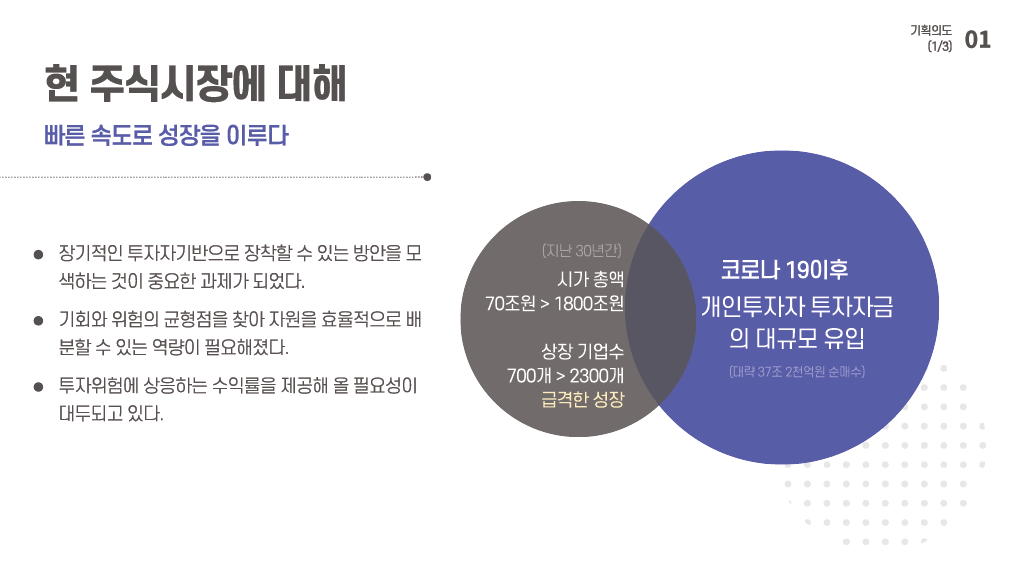 기획의도
(1/3)
01
현 주식시장에 대해
빠른 속도로 성장을 이루다
장기적인 투자자기반으로 장착할 수 있는 방안을 모
색하는 것이 중요한 과제가 되었다.
기회와 위험의 균형점을 찾아 자원을 효율적으로 배
분할 수 있는 역량이 필요해졌다.
투자위험에 상응하는 수익률을 제공해 올 필요성이
대두되고 있다.
(지난 30년간)
시가 총액
70조원 > 1800조원
상장 기업수
700개 > 2300개
급격한 성장
코로나 19이후
개인투자자 투자자금
의 대규모 유입
(대략 37조 2천억원 순매수)